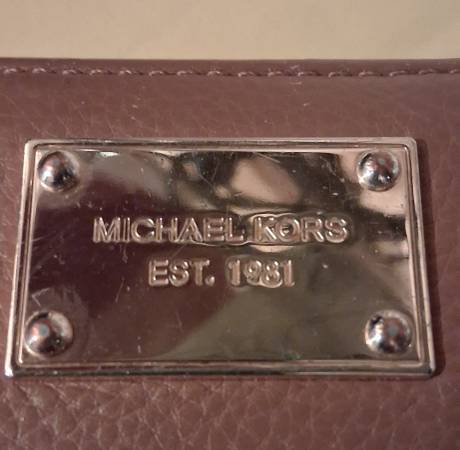 MICHAEL KORS
EST. 1981